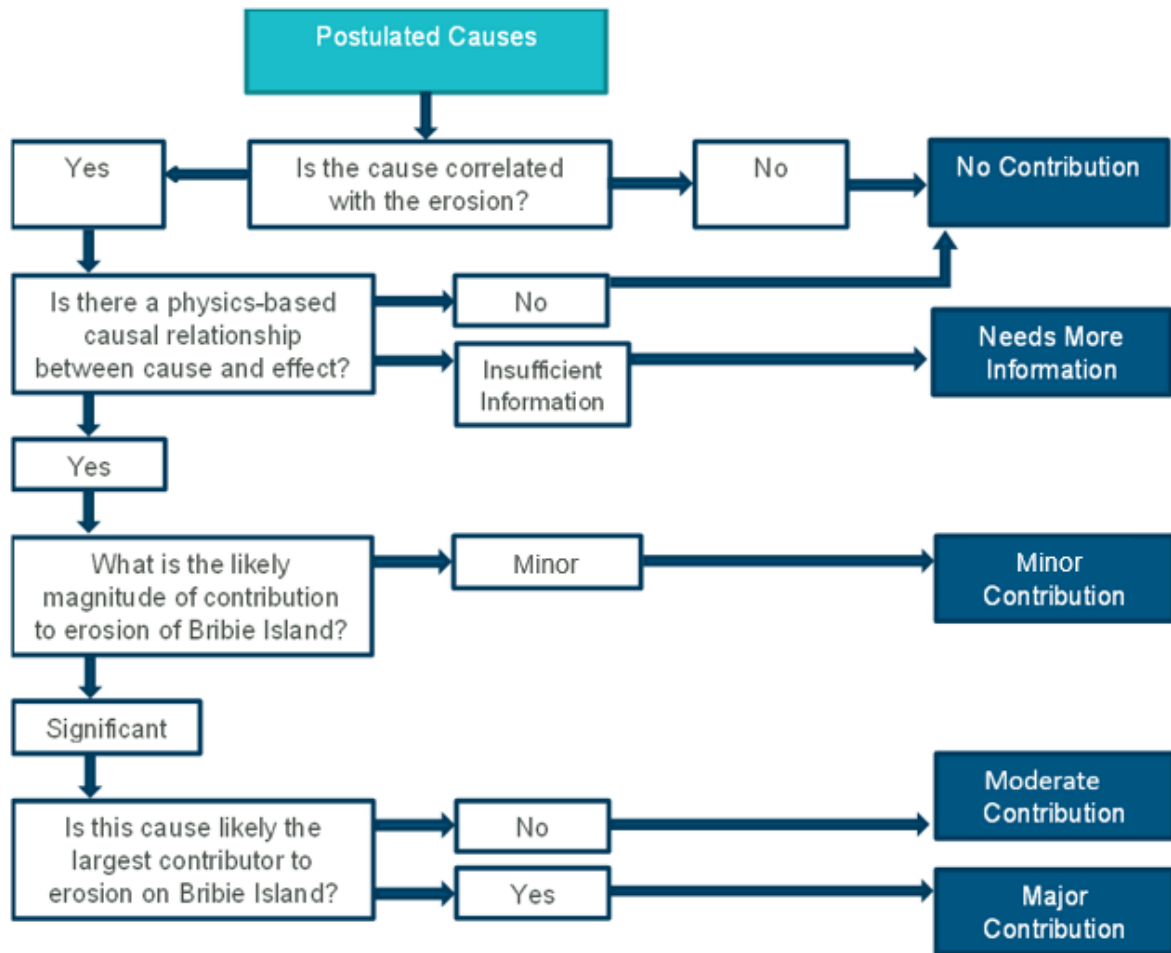 Postulated Causes
Yes
Is the cause correlated
with the erosion?
No
No Contribution
Is there a physics-based
causal relationship
between cause and effect?
No
Insufficient
Information
Needs More
Information
Yes
What is the likely
magnitude of contribution
to erosion of Bribie Island?
Minor
Minor
Contribution
Significant
Is this cause likely the
largest contributor to
erosion on Bribie Island?
No
Moderate
Contribution
Yes
Major
Contribution